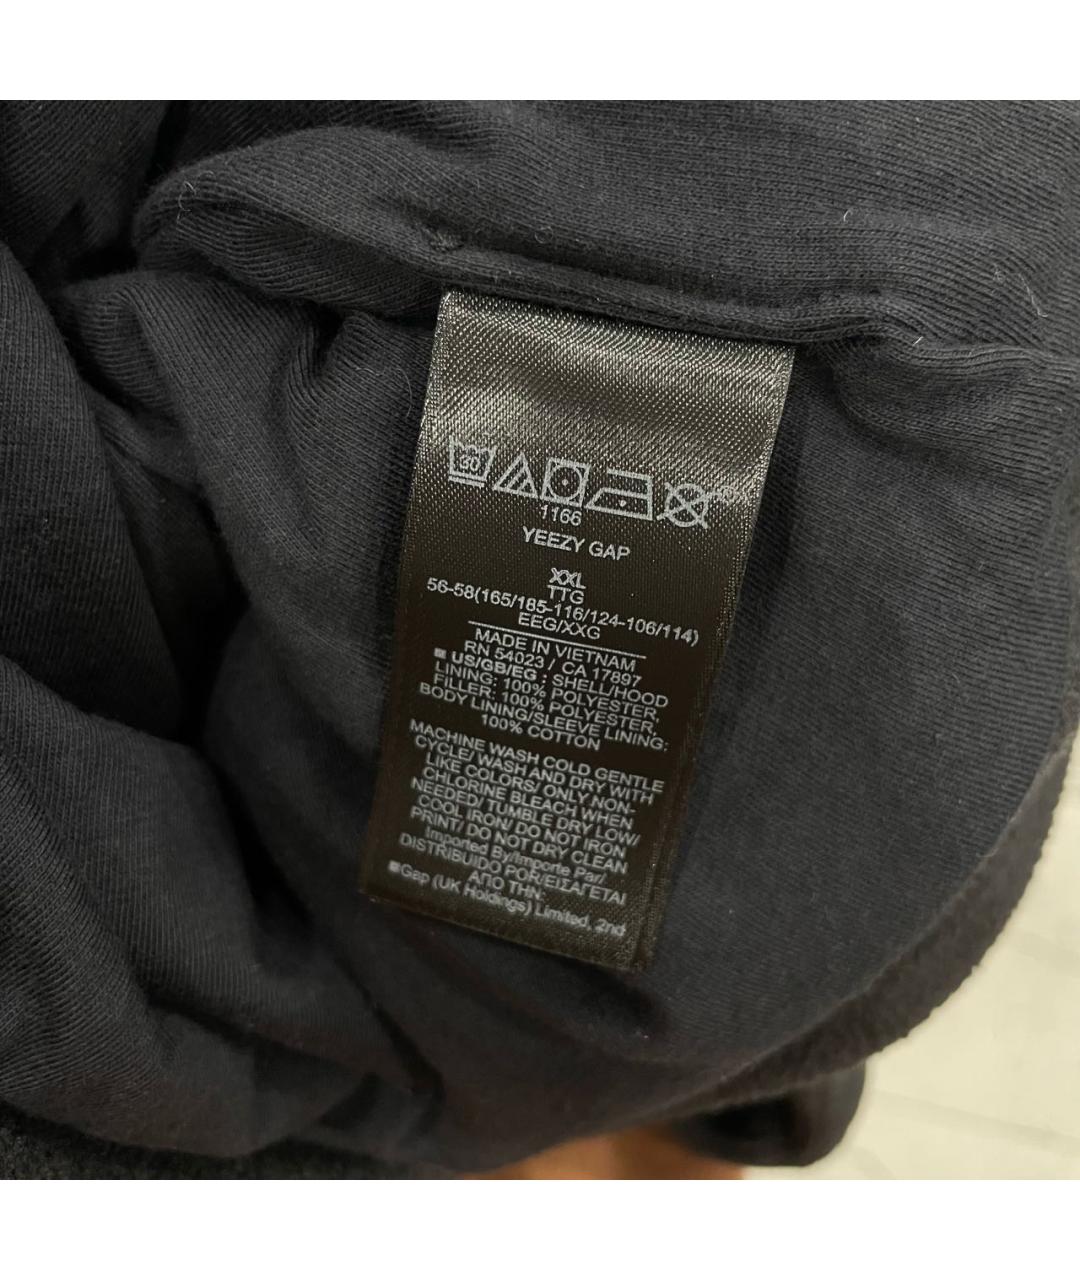 30
1166
YEEZY GAP
XXL
TTG
56-58(165/185-116/124-106/114)
EEG/XXG
MADE IN VIETNAM
RN 54023 / CA 17897
■ US/GB/EG : SHELL/HOOD
LINING: 100% POLYESTER,
FILLER: 100% POLYESTER,
BODY LINING/SLEEVE LINING:
100% COTTON
MACHINE WASH COLD GENTLE
CYCLE/ WASH AND DRY WITH
LIKE COLORS/ ONLY NON-
CHLORINE BLEACH WHEN
NEEDED/ TUMBLE DRY LOW/
COOL IRON/ DO NOT IRON
PRINT/ DO NOT DRY CLEAN
Imported By/Importe Par/
DISTRIBUIDO POR/ΕΙΣΑΓΕΤΑΙ
ΑΠΟ ΤΗΝ:
■Gap (UK Holdings) Limited, 2nd